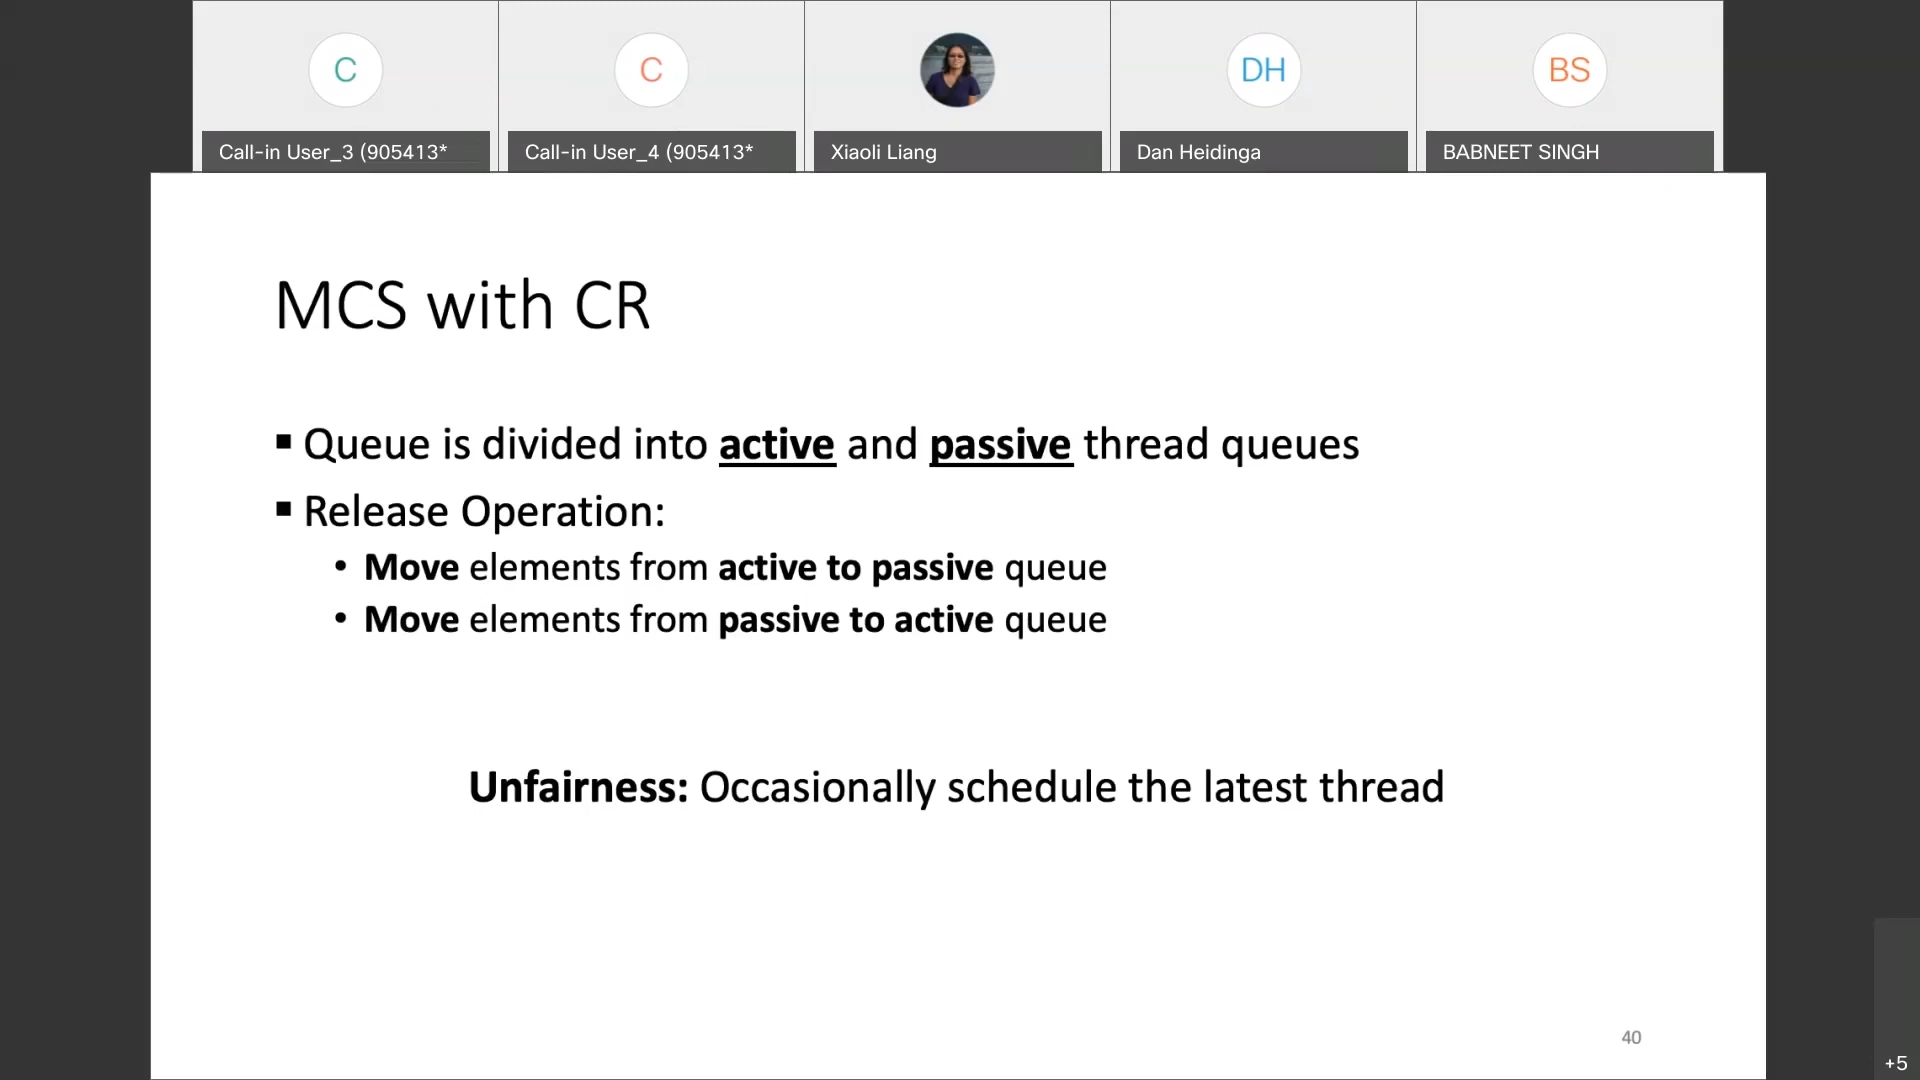 C
C
DH
BS
Call-in User_3 (905413*
Call-in User_4 (905413*
Xiaoli Liang
Dan Heidinga
BABNEET SINGH
MCS with CR
▪ Queue is divided into active and passive thread queues
▪ Release Operation:
• Move elements from active to passive queue
• Move elements from passive to active queue
Unfairness: Occasionally schedule the latest thread
40
+5